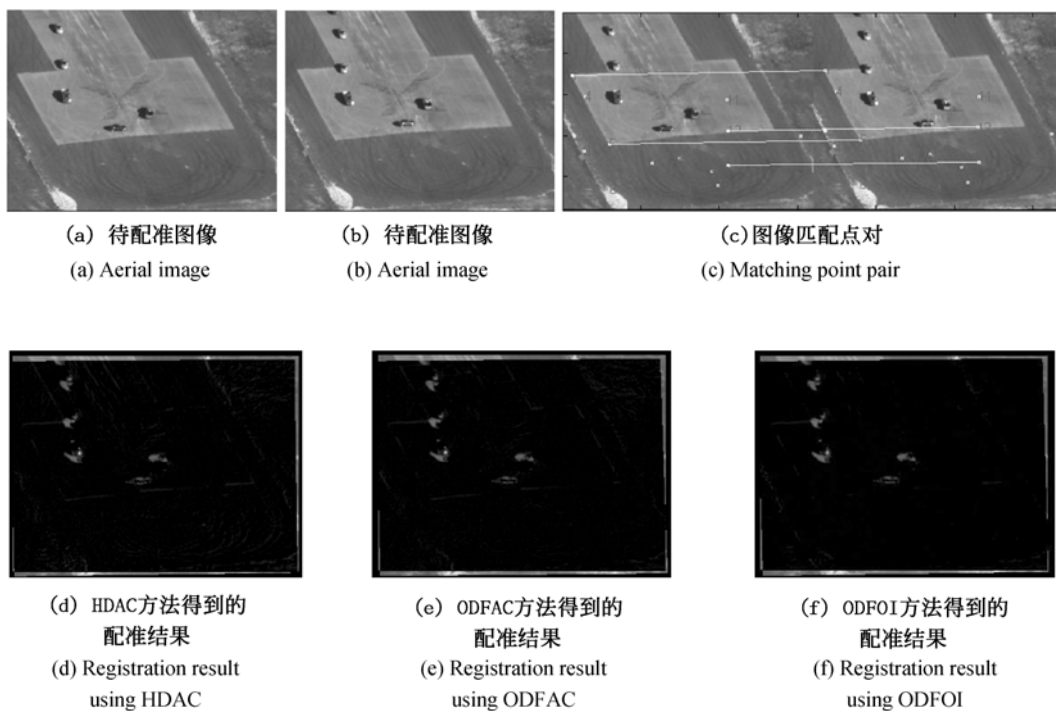 (a) 待配准图像
(a) Aerial image
(b) 待配准图像
(b) Aerial image
(c)图像匹配点对
(c) Matching point pair
(d) HDAC方法得到的
配准结果
(d) Registration result
using HDAC
(e) ODFAC方法得到的
配准结果
(e) Registration result
using ODFAC
(f) ODFOI方法得到的
配准结果
(f) Registration result
using ODFOI